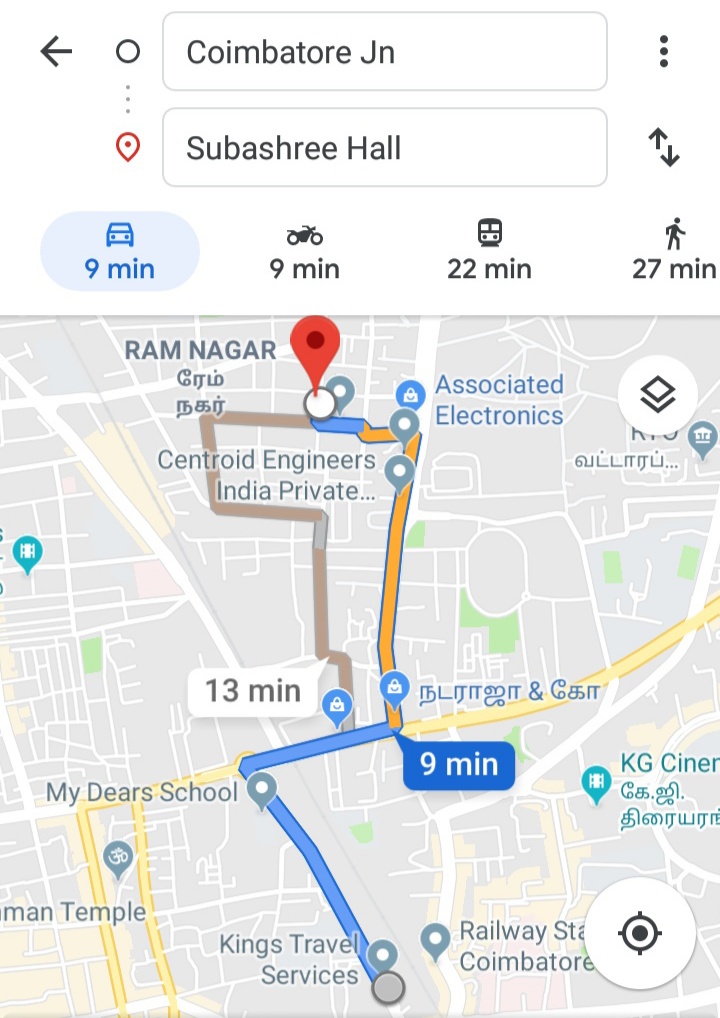 Coimbatore Jn
Subashree Hall
9 min
9 min
22 min
27 min
RAM NAGAR
ரேம்
நகர்
Associated
Electronics
வட்டாரப்...
Centroid Engineers
India Private...
13 min
நடராஜா & கோ
9 min
KG Ciner
கே.ஜி.
திரையரங்
My Dears School
man Temple
Kings Travel
Services
Railway Sta
Coimbatore